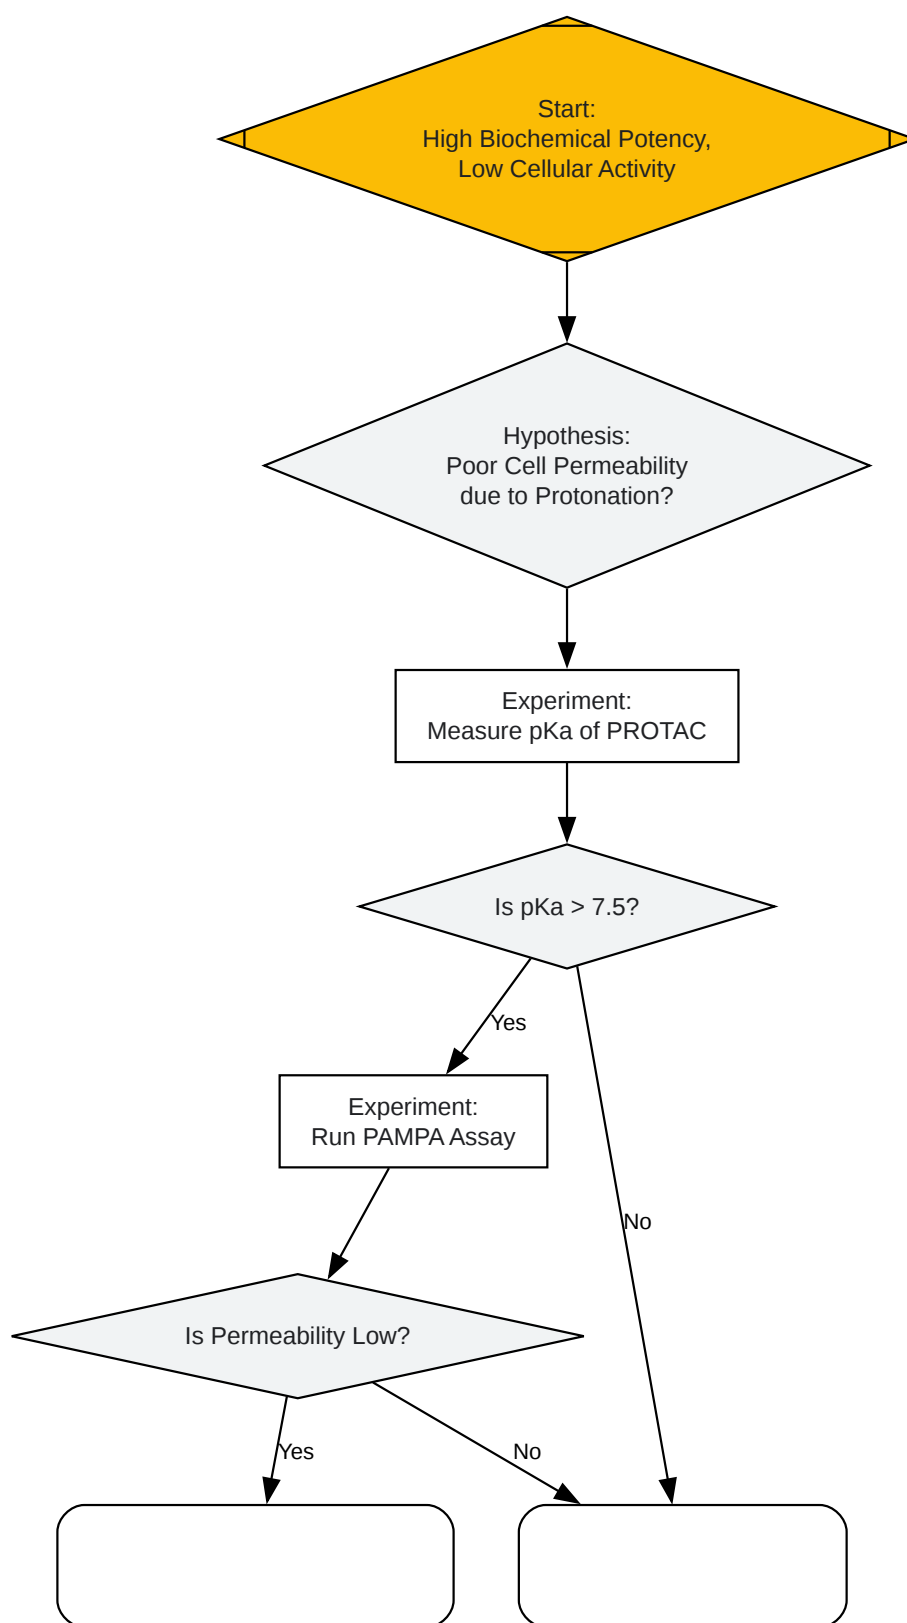 Start:
High Biochemical Potency,
Low Cellular Activity
Hypothesis:
Poor Cell Permeability
due to Protonation?
Experiment:
Measure pKa of PROTAC
Is pKa > 7.5?
Yes
Experiment:
Run PAMPA Assay
No
Is Permeability Low?
Yes
No